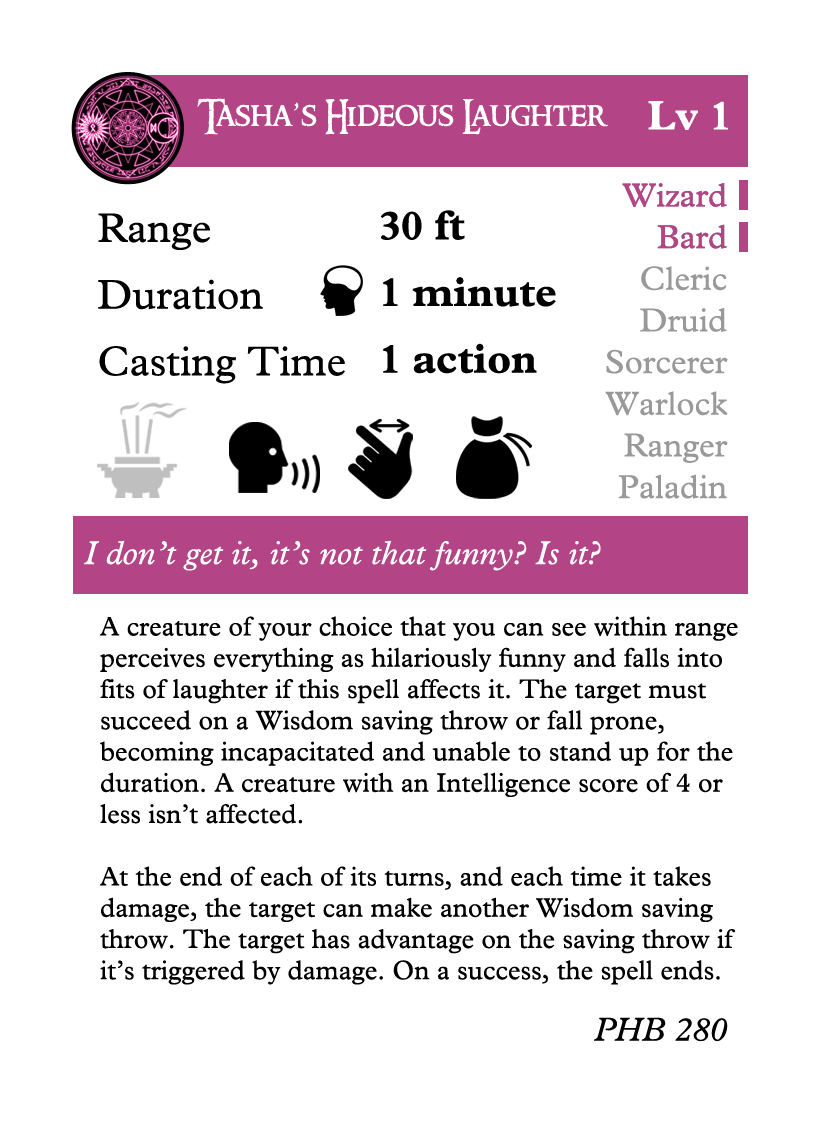 Tasha's Hideous Laughter Lv 1
Wizard
Bard
Cleric
Druid
Sorcerer
Warlock
Ranger
Paladin
Range 30 ft
Duration 1 minute
Casting Time 1 action
I don't get it, it's not that funny? Is it?
A creature of your choice that you can see within range
perceives everything as hilariously funny and falls into
fits of laughter if this spell affects it. The target must
succeed on a Wisdom saving throw or fall prone,
becoming incapacitated and unable to stand up for the
duration. A creature with an Intelligence score of 4 or
less isn't affected.
At the end of each of its turns, and each time it takes
damage, the target can make another Wisdom saving
throw. The target has advantage on the saving throw if
it's triggered by damage. On a success, the spell ends.
PHB 280